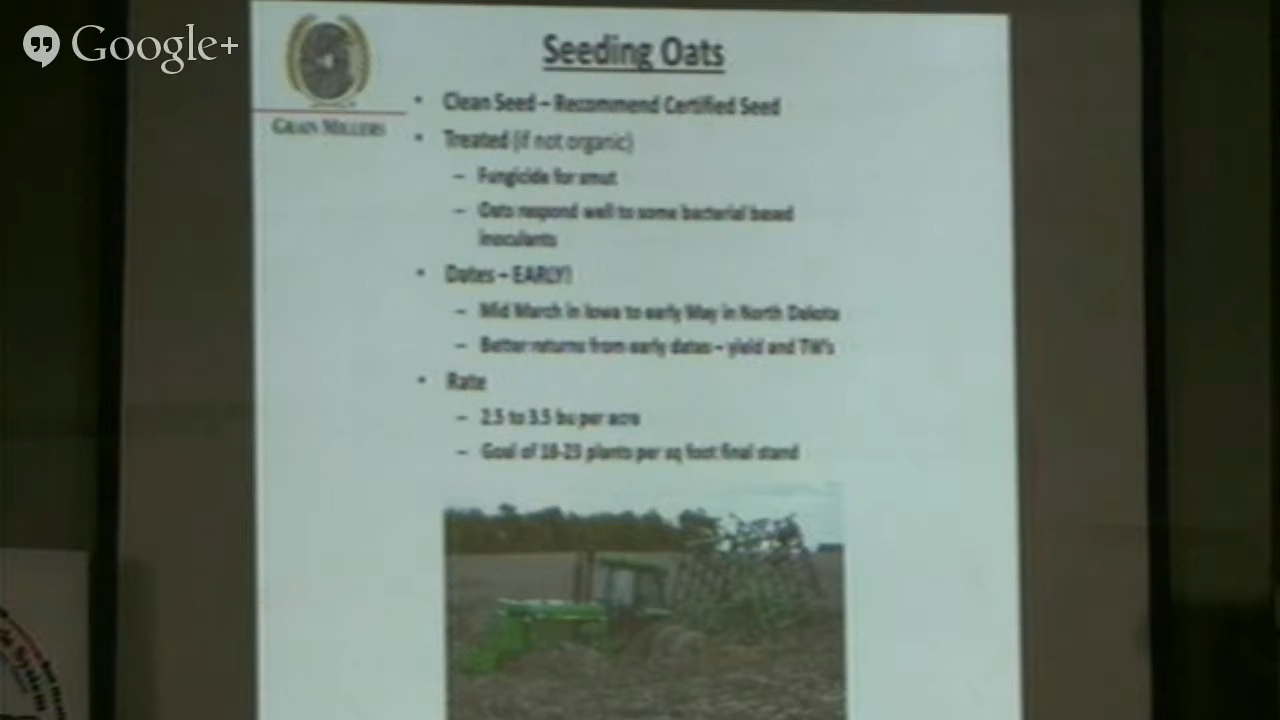 Google+
GRAIN MILLERS
Seeding Oats
• Clean Seed – Recommend Certified Seed
• Treated (if not organic)
– Fungicide for smut
– Oats respond well to some bacterial based
inoculants
• Dates – EARLY!
– Mid March in Iowa to early May in North Dakota
– Better returns from early dates – yield and TW's
• Rate
– 2.5 to 3.5 bu per acre
– Goal of 18-23 plants per sq foot final stand
System